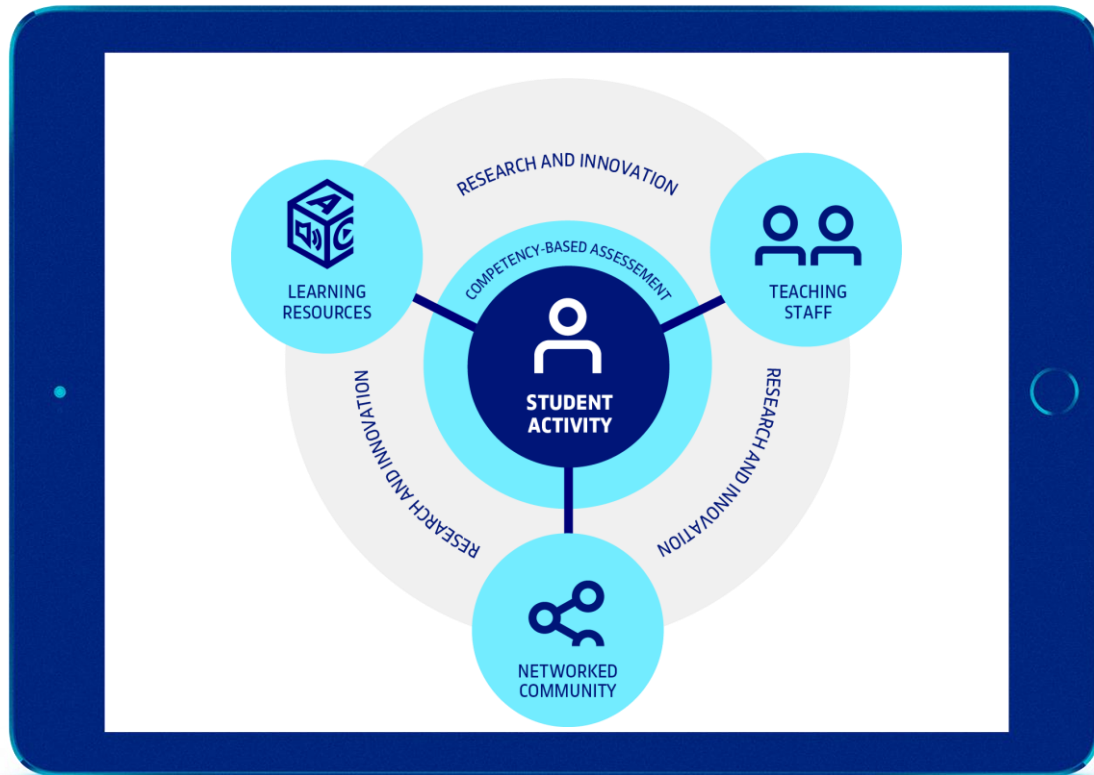 RESEARCH AND INNOVATION
A
LEARNING
RESOURCES
COMPETENCY-BASED ASSESSEMENT
TEACHING
STAFF
STUDENT
ACTIVITY
RESEARCH AND INNOVATION
RESEARCH AND INNOVATION
NETWORKED
COMMUNITY